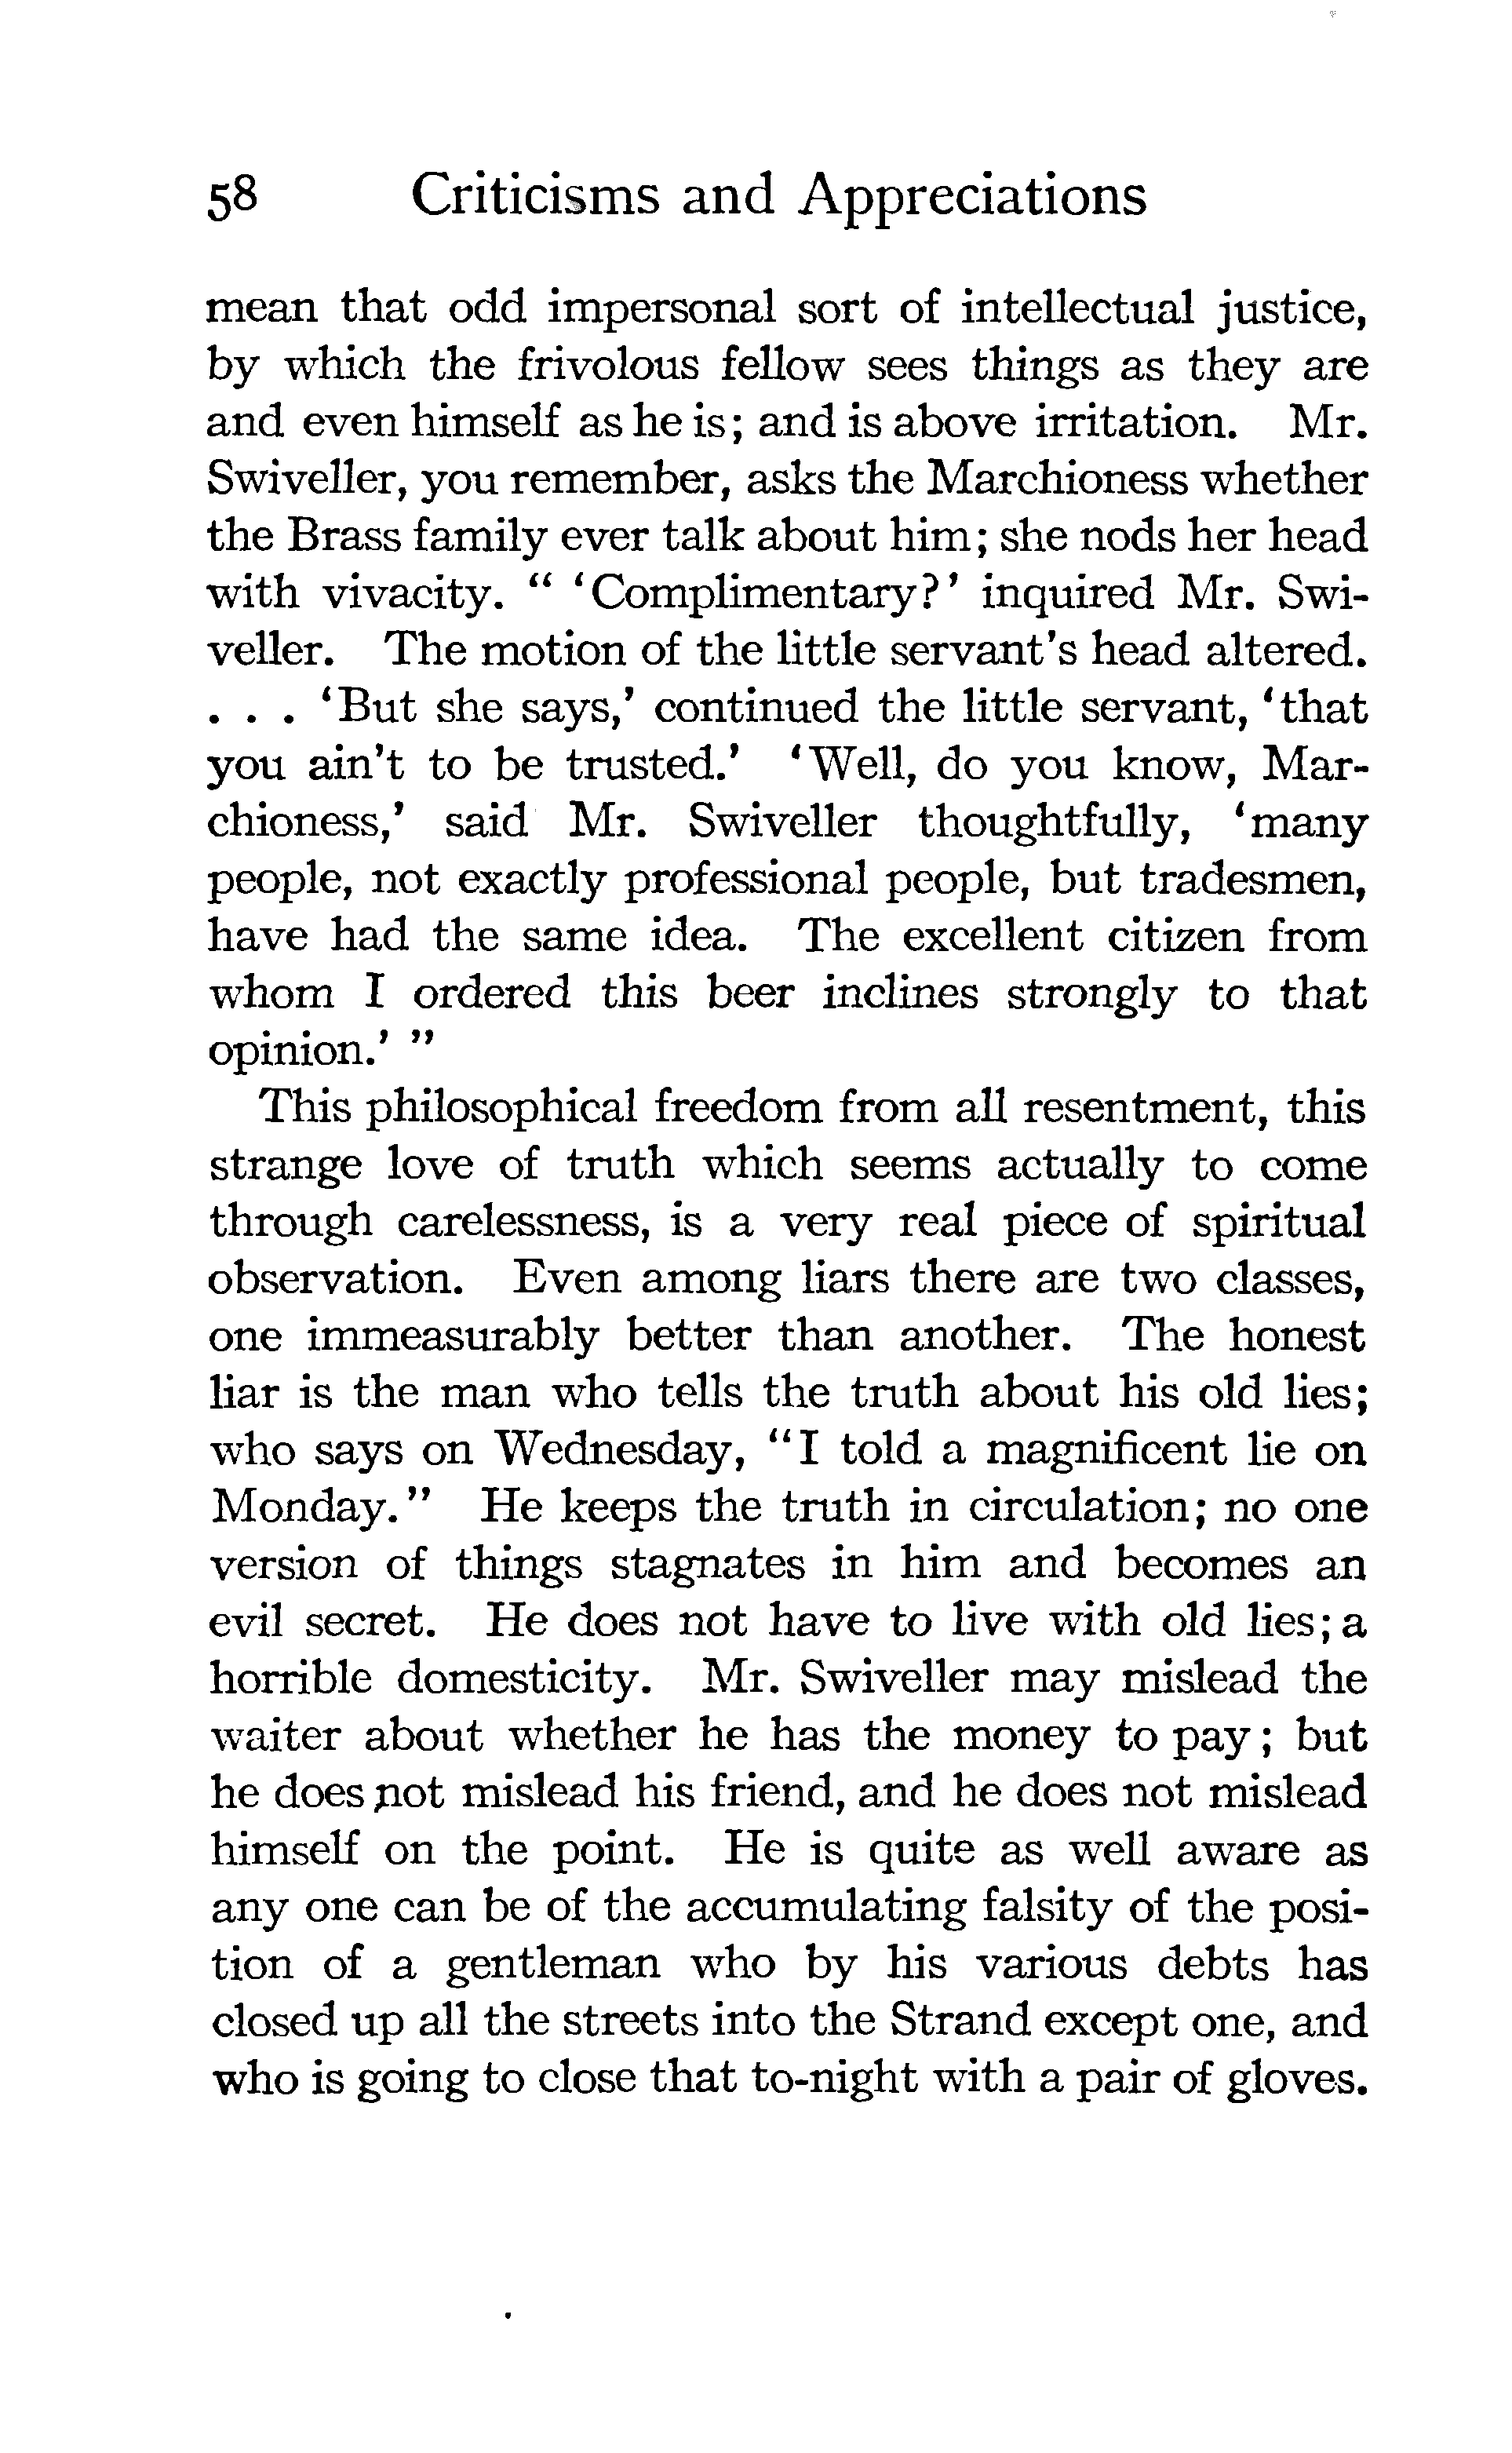 58 Criticisms and Appreciations
mean that odd impersonal sort of intellectual justice,
by which the frivolous fellow sees things as they are
and even himself as he is; and is above irritation. Mr.
Swiveller, you remember, asks the Marchioness whether
the Brass family ever talk about him; she nods her head
with vivacity. “ ‘Complimentary?’ inquired Mr. Swi-
veller. The motion of the little servant’s head altered.
. . . ‘But she says,’ continued the little servant, ‘that
you ain’t to be trusted.’ ‘Well, do you know, Mar-
chioness,’ said Mr. Swiveller thoughtfully, ‘many
people, not exactly professional people, but tradesmen,
have had the same idea. The excellent citizen from
whom I ordered this beer inclines strongly to that
opinion.’ ”
This philosophical freedom from all resentment, this
strange love of truth which seems actually to come
through carelessness, is a very real piece of spiritual
observation. Even among liars there are two classes,
one immeasurably better than another. The honest
liar is the man who tells the truth about his old lies;
who says on Wednesday, “I told a magnificent lie on
Monday.” He keeps the truth in circulation; no one
version of things stagnates in him and becomes an
evil secret. He does not have to live with old lies; a
horrible domesticity. Mr. Swiveller may mislead the
waiter about whether he has the money to pay; but
he does not mislead his friend, and he does not mislead
himself on the point. He is quite as well aware as
any one can be of the accumulating falsity of the posi-
tion of a gentleman who by his various debts has
closed up all the streets into the Strand except one, and
who is going to close that to-night with a pair of gloves.